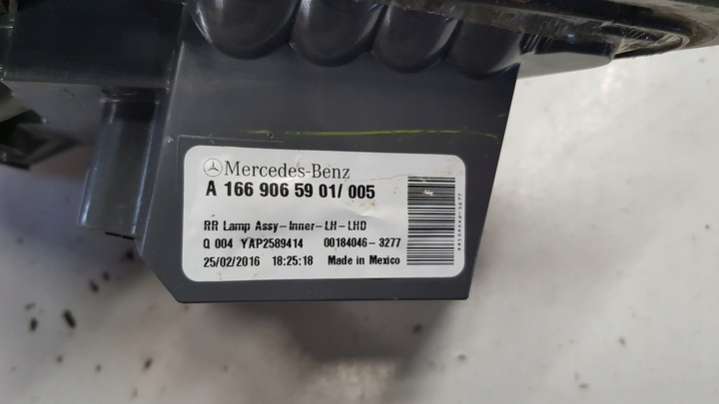 Mercedes-Benz
A 166 906 59 01/ 005
RR Lamp Assy-Inner-LH-LHD
Q 004 YAP2589414 00184046-3277
25/02/2016 18:25:18 Made in Mexico